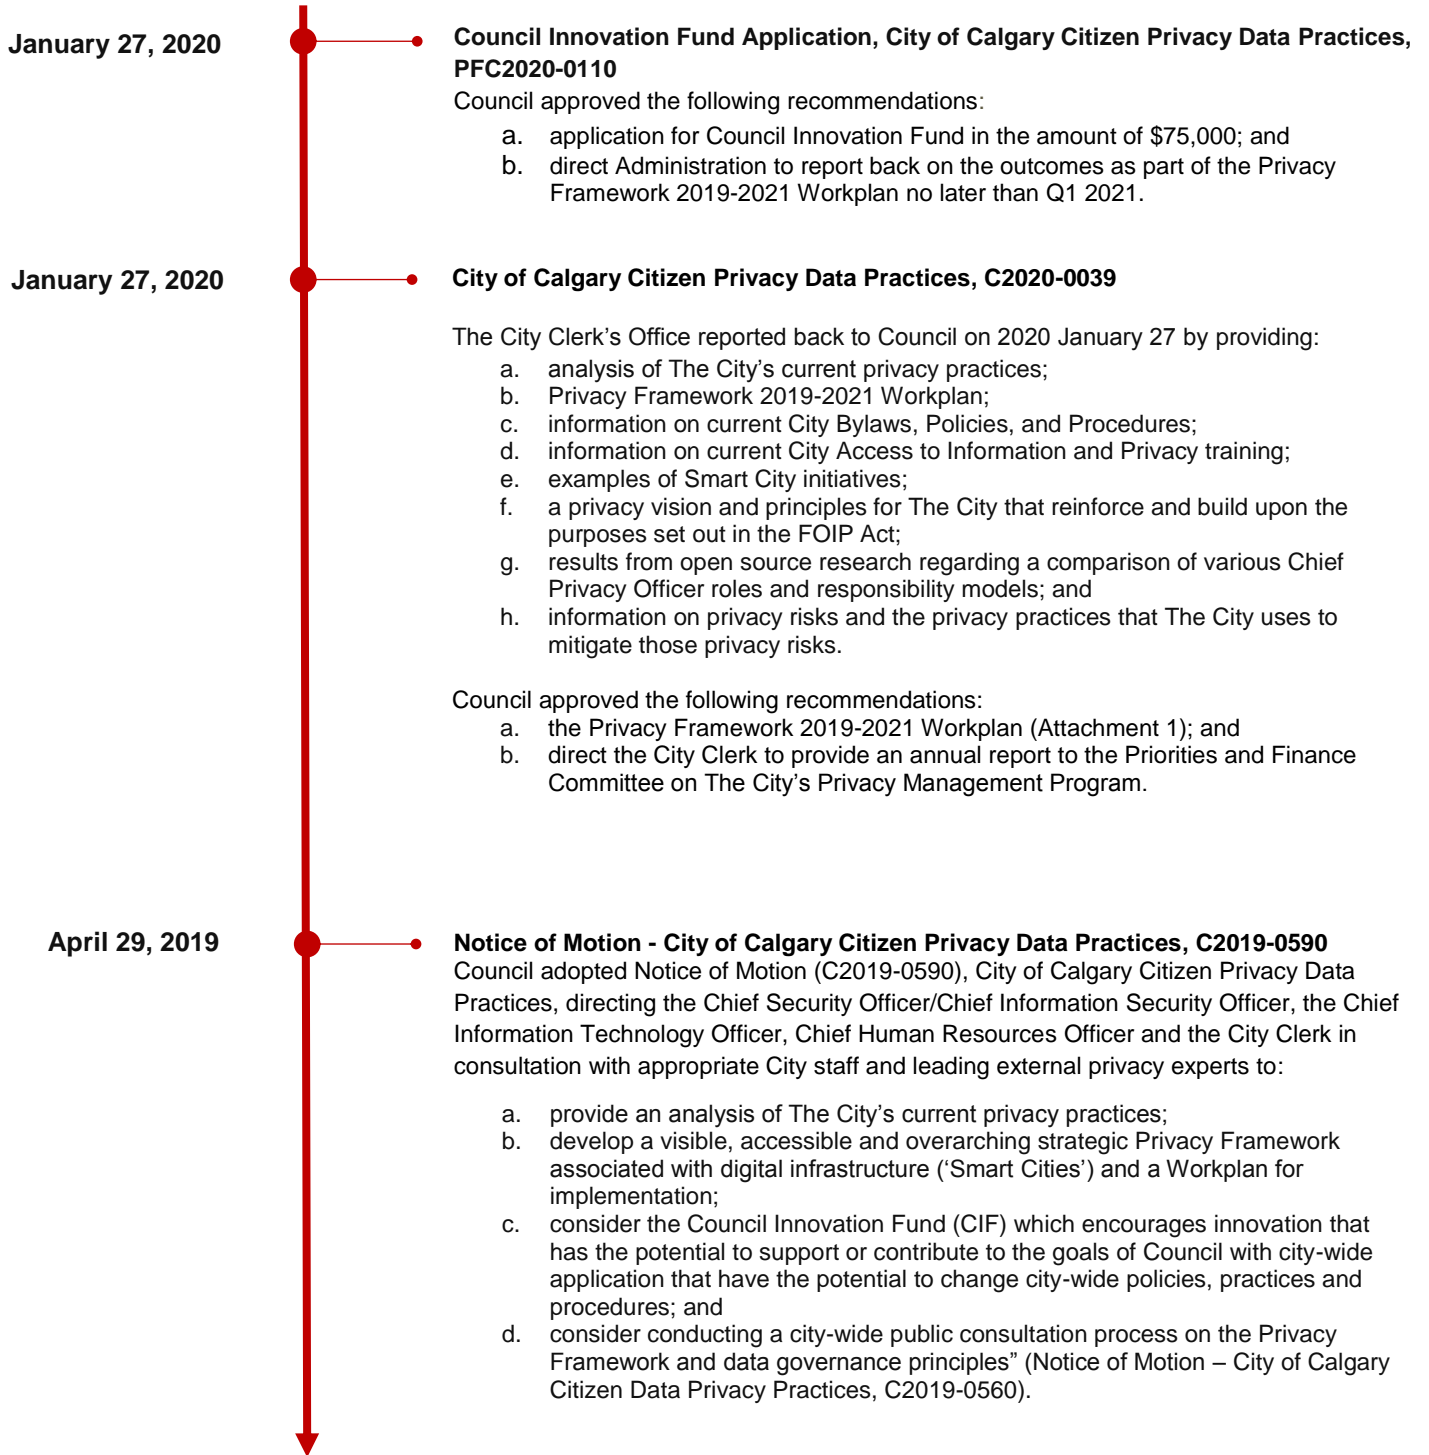 January 27, 2020
Council Innovation Fund Application, City of Calgary Citizen Privacy Data Practices,
PFC2020-0110
Council approved the following recommendations:
a. application for Council Innovation Fund in the amount of $75,000; and
b. direct Administration to report back on the outcomes as part of the Privacy
Framework 2019-2021 Workplan no later than Q1 2021.
January 27, 2020
City of Calgary Citizen Privacy Data Practices, C2020-0039
The City Clerk’s Office reported back to Council on 2020 January 27 by providing:
a. analysis of The City’s current privacy practices;
b. Privacy Framework 2019-2021 Workplan;
c. information on current City Bylaws, Policies, and Procedures;
d. information on current City Access to Information and Privacy training;
e. examples of Smart City initiatives;
f. a privacy vision and principles for The City that reinforce and build upon the
purposes set out in the FOIP Act;
g. results from open source research regarding a comparison of various Chief
Privacy Officer roles and responsibility models; and
h. information on privacy risks and the privacy practices that The City uses to
mitigate those privacy risks.
Council approved the following recommendations:
a. the Privacy Framework 2019-2021 Workplan (Attachment 1); and
b. direct the City Clerk to provide an annual report to the Priorities and Finance
Committee on The City’s Privacy Management Program.
April 29, 2019
Notice of Motion - City of Calgary Citizen Privacy Data Practices, C2019-0590
Council adopted Notice of Motion (C2019-0590), City of Calgary Citizen Privacy Data
Practices, directing the Chief Security Officer/Chief Information Security Officer, the Chief
Information Technology Officer, Chief Human Resources Officer and the City Clerk in
consultation with appropriate City staff and leading external privacy experts to:
a. provide an analysis of The City’s current privacy practices;
b. develop a visible, accessible and overarching strategic Privacy Framework
associated with digital infrastructure (‘Smart Cities’) and a Workplan for
implementation;
c. consider the Council Innovation Fund (CIF) which encourages innovation that
has the potential to support or contribute to the goals of Council with city-wide
application that have the potential to change city-wide policies, practices and
procedures; and
d. consider conducting a city-wide public consultation process on the Privacy
Framework and data governance principles” (Notice of Motion – City of Calgary
Citizen Data Privacy Practices, C2019-0560).